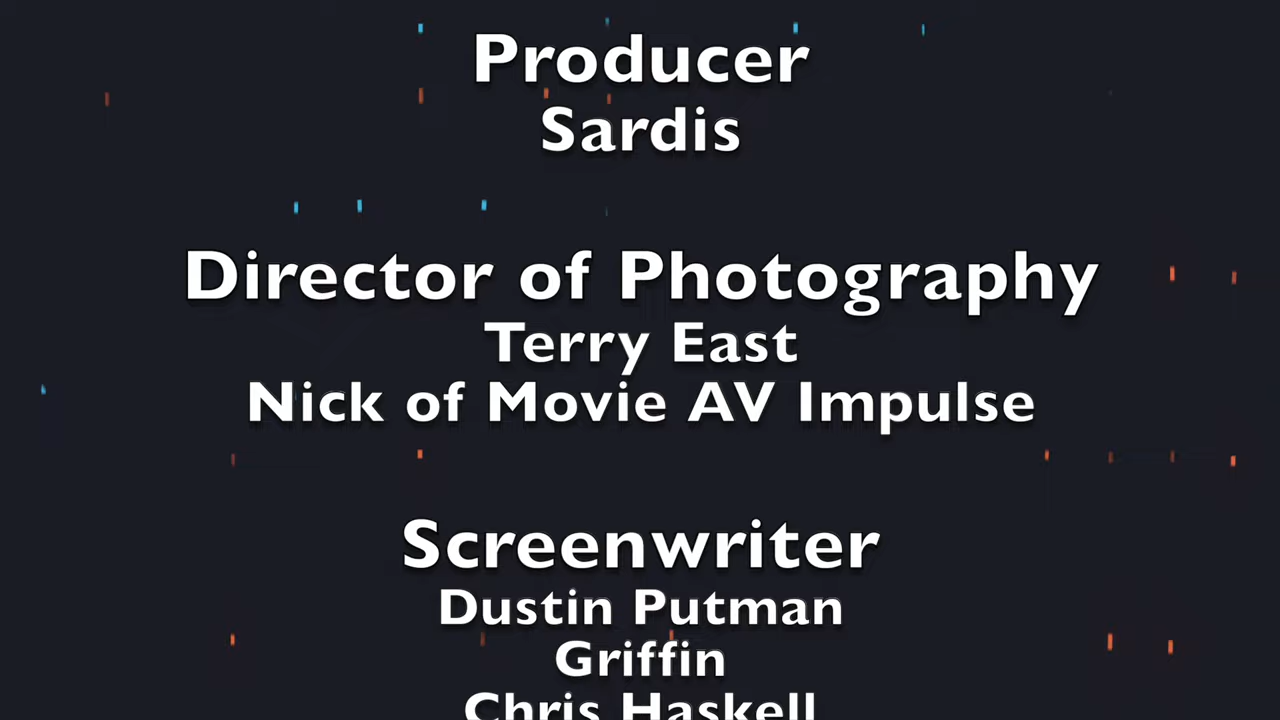 Producer
Sardis
Director of Photography
Terry East
Nick of Movie AV Impulse
Screenwriter
Dustin Putman
Griffin
Chris Haskell